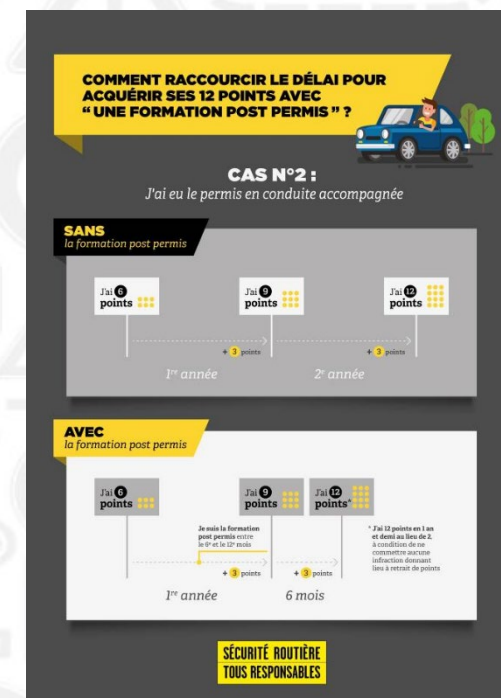 COMMENT RACCOURCIR LE DÉLAI POUR
ACQUÉRIR SES 12 POINTS AVEC
“ UNE FORMATION POST PERMIS ” ?
CAS N°2 :
J'ai eu le permis en conduite accompagnée
SANS
la formation post permis
J'ai 6
points
J'ai 9
points
J'ai 12
points
+ 3 points
+ 3 points
1re année
2e année
AVEC
la formation post permis
J'ai 6
points
J'ai 9
points
J'ai 12
points*
Je suis la formation
post permis entre
le 6e et le 12e mois
* J'ai 12 points en 1 an
et demi au lieu de 2,
à condition de ne
commettre aucune
infraction donnant
lieu à retrait de points
+ 3 points
+ 3 points
1re année
6 mois
SÉCURITÉ ROUTIÈRE
TOUS RESPONSABLES